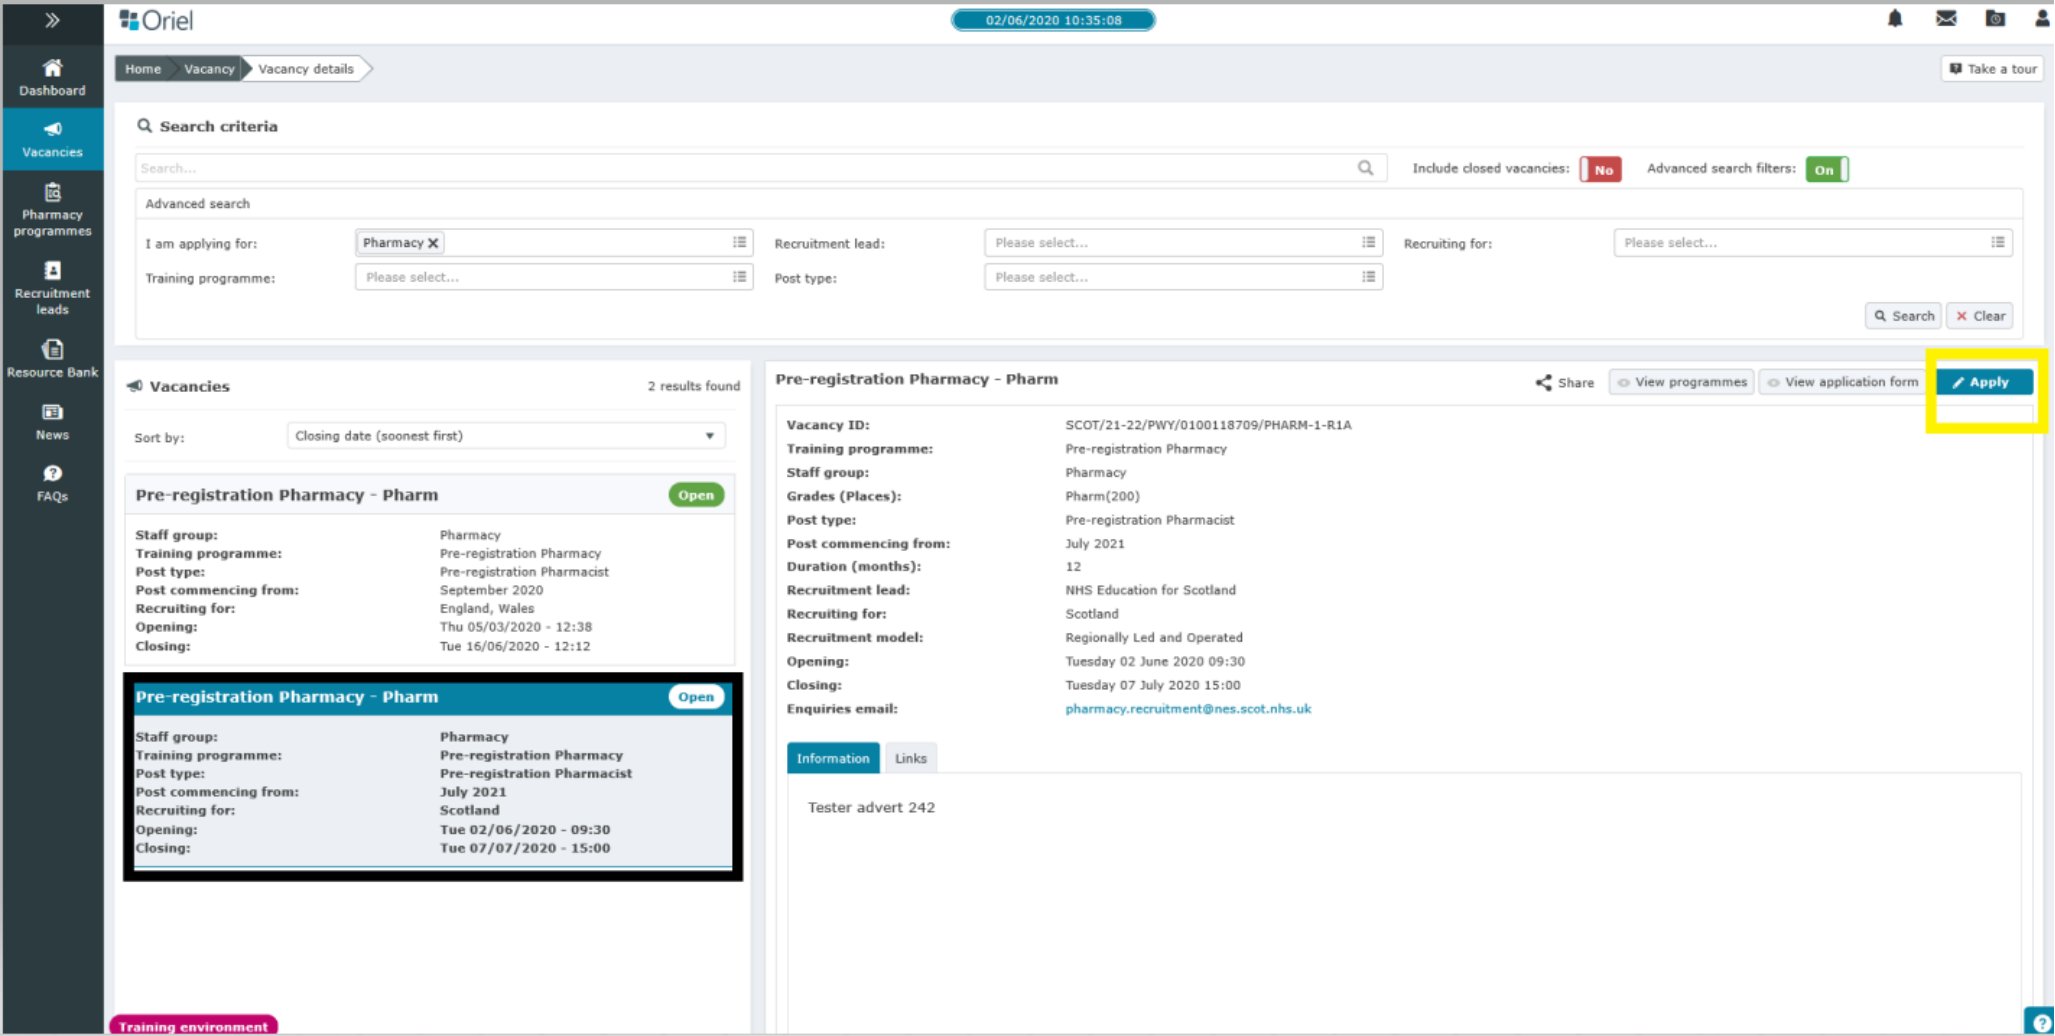 Oriel
02/06/2020 10:35:08
Dashboard
Vacancies
Pharmacy
programmes
Recruitment
leads
Resource Bank
News
FAQs
Home Vacancy Vacancy details
Take a tour
Search criteria
Search...
Include closed vacancies: No Advanced search filters: On
Advanced search
I am applying for: Pharmacy X Recruitment lead: Please select... Recruiting for: Please select...
Training programme: Please select... Post type: Please select...
Search Clear
Vacancies 2 results found
Sort by: Closing date (soonest first)
Pre-registration Pharmacy - Pharm Open
Staff group: Pharmacy
Training programme: Pre-registration Pharmacy
Post type: Pre-registration Pharmacist
Post commencing from: September 2020
Recruiting for: England, Wales
Opening: Thu 05/03/2020 - 12:38
Closing: Tue 16/06/2020 - 12:12
Pre-registration Pharmacy - Pharm Open
Staff group: Pharmacy
Training programme: Pre-registration Pharmacy
Post type: Pre-registration Pharmacist
Post commencing from: July 2021
Recruiting for: Scotland
Opening: Tue 02/06/2020 - 09:30
Closing: Tue 07/07/2020 - 15:00
Training environment
Pre-registration Pharmacy - Pharm
Share View programmes View application form Apply
Vacancy ID: SCOT/21-22/PWY/0100118709/PHARM-1-R1A
Training programme: Pre-registration Pharmacy
Staff group: Pharmacy
Grades (Places): Pharm(200)
Post type: Pre-registration Pharmacist
Post commencing from: July 2021
Duration (months): 12
Recruitment lead: NHS Education for Scotland
Recruiting for: Scotland
Recruitment model: Regionally Led and Operated
Opening: Tuesday 02 June 2020 09:30
Closing: Tuesday 07 July 2020 15:00
Enquiries email: pharmacy.recruitment@nes.scot.nhs.uk
Information Links
Tester advert 242